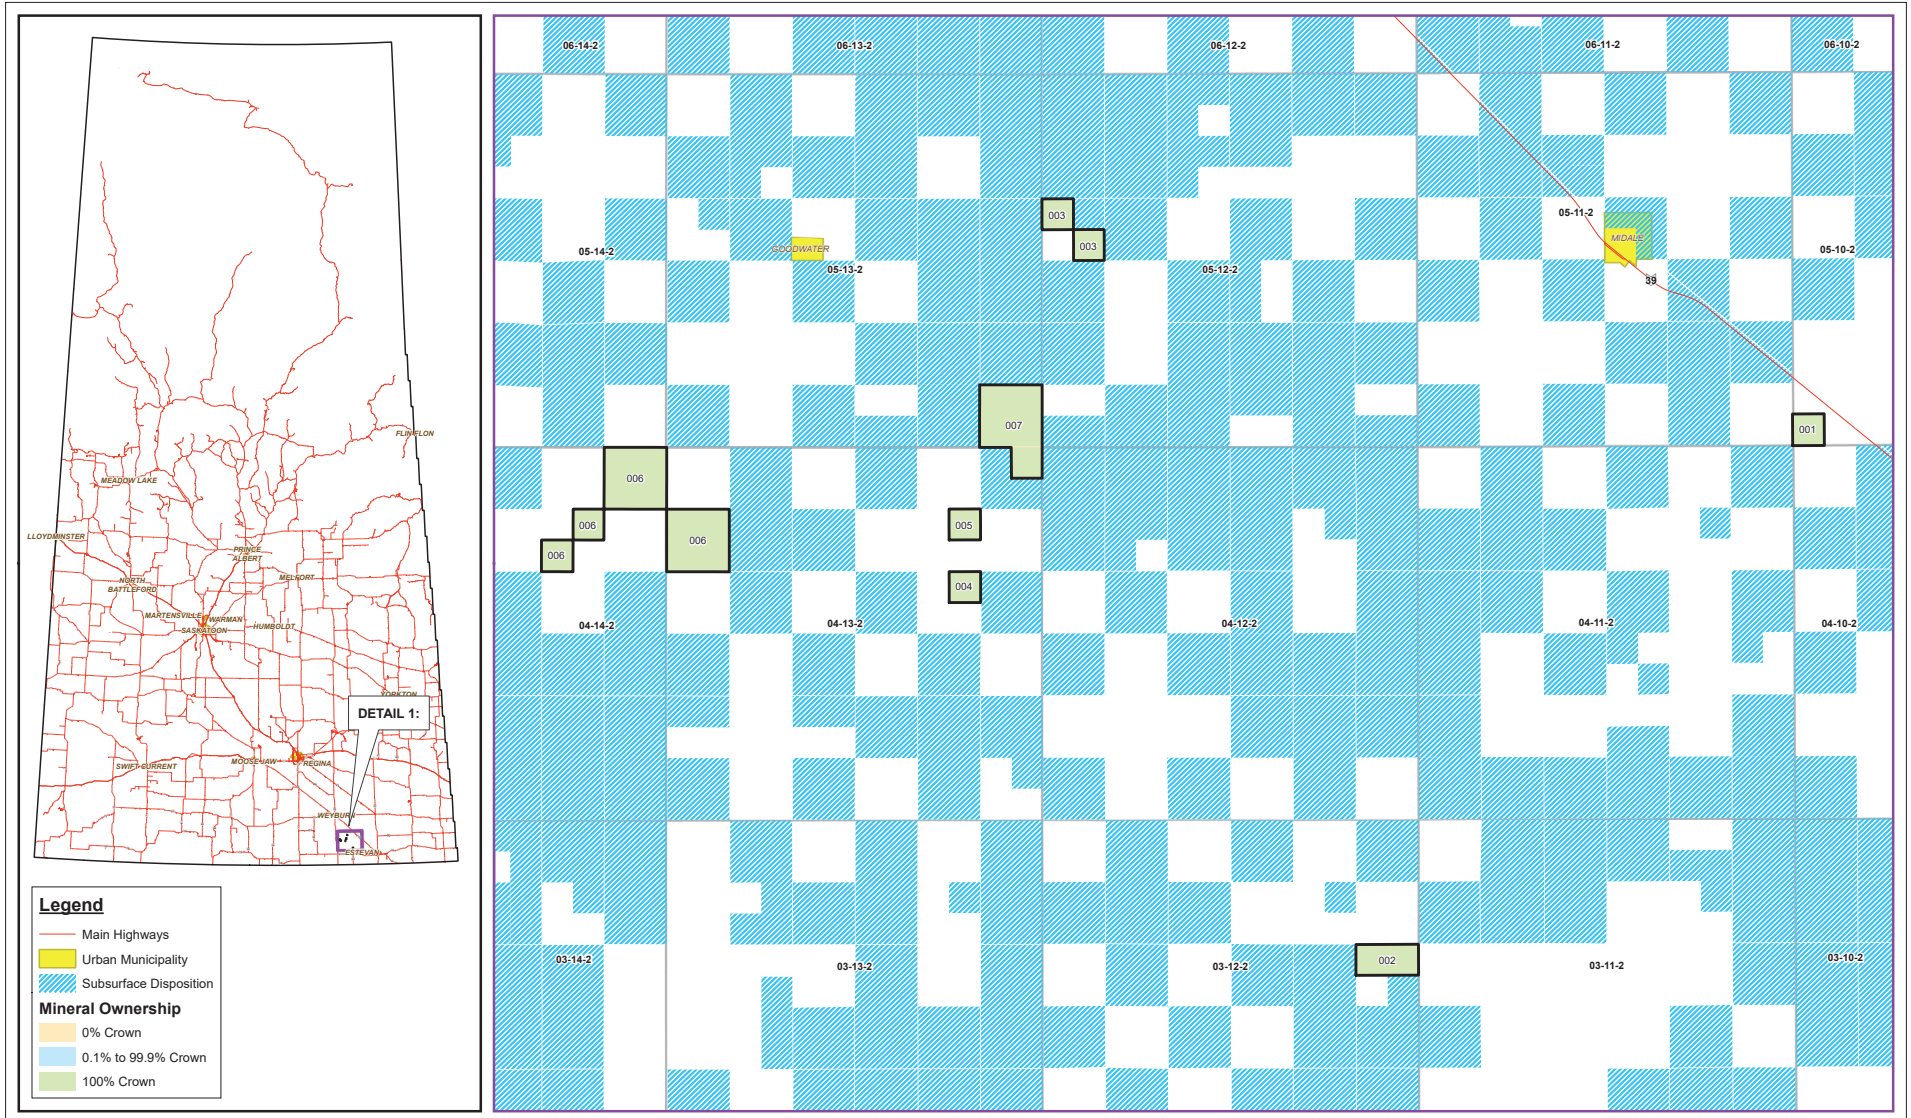 FLIN FLON
MEADOW LAKE
LLOYDMINSTER
PRINCE
ALBERT
MELFORT
NORTH
BATTLEFORD
MARTENSVILLE
WARMAN
SASKATOON
HUMBOLDT
YORKTON
DETAIL 1:
SWIFT CURRENT
MOOSE JAW
REGINA
WEYBURN
ESTEVAN
Legend
Main Highways
Urban Municipality
Subsurface Disposition
Mineral Ownership
0% Crown
0.1% to 99.9% Crown
100% Crown
06-14-2
06-13-2
06-12-2
06-11-2
06-10-2
003
003
05-11-2
MIDALE
05-14-2
GOODWATER
05-13-2
05-12-2
05-10-2
39
007
001
006
006
006
006
005
004
04-14-2
04-13-2
04-12-2
04-11-2
04-10-2
03-14-2
03-13-2
03-12-2
002
03-11-2
03-10-2